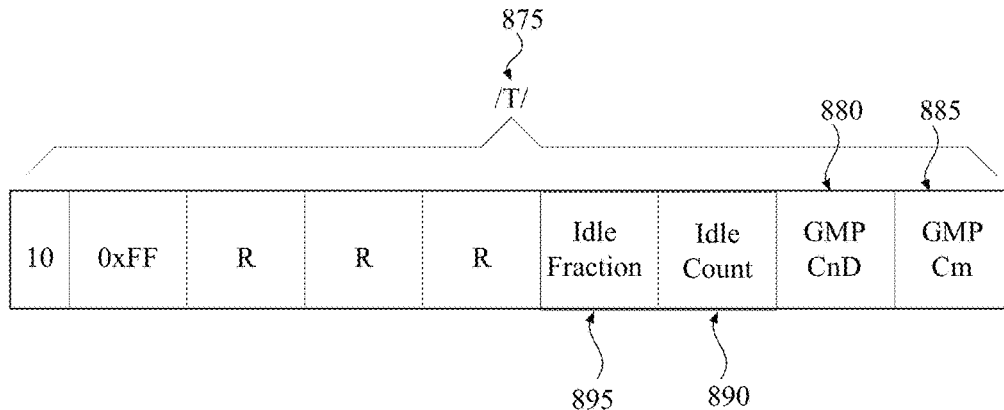 875
/T/
880
885
10
0xFF
R
R
R
Idle
Fraction
Idle
Count
GMP
CnD
GMP
Cm
895
890